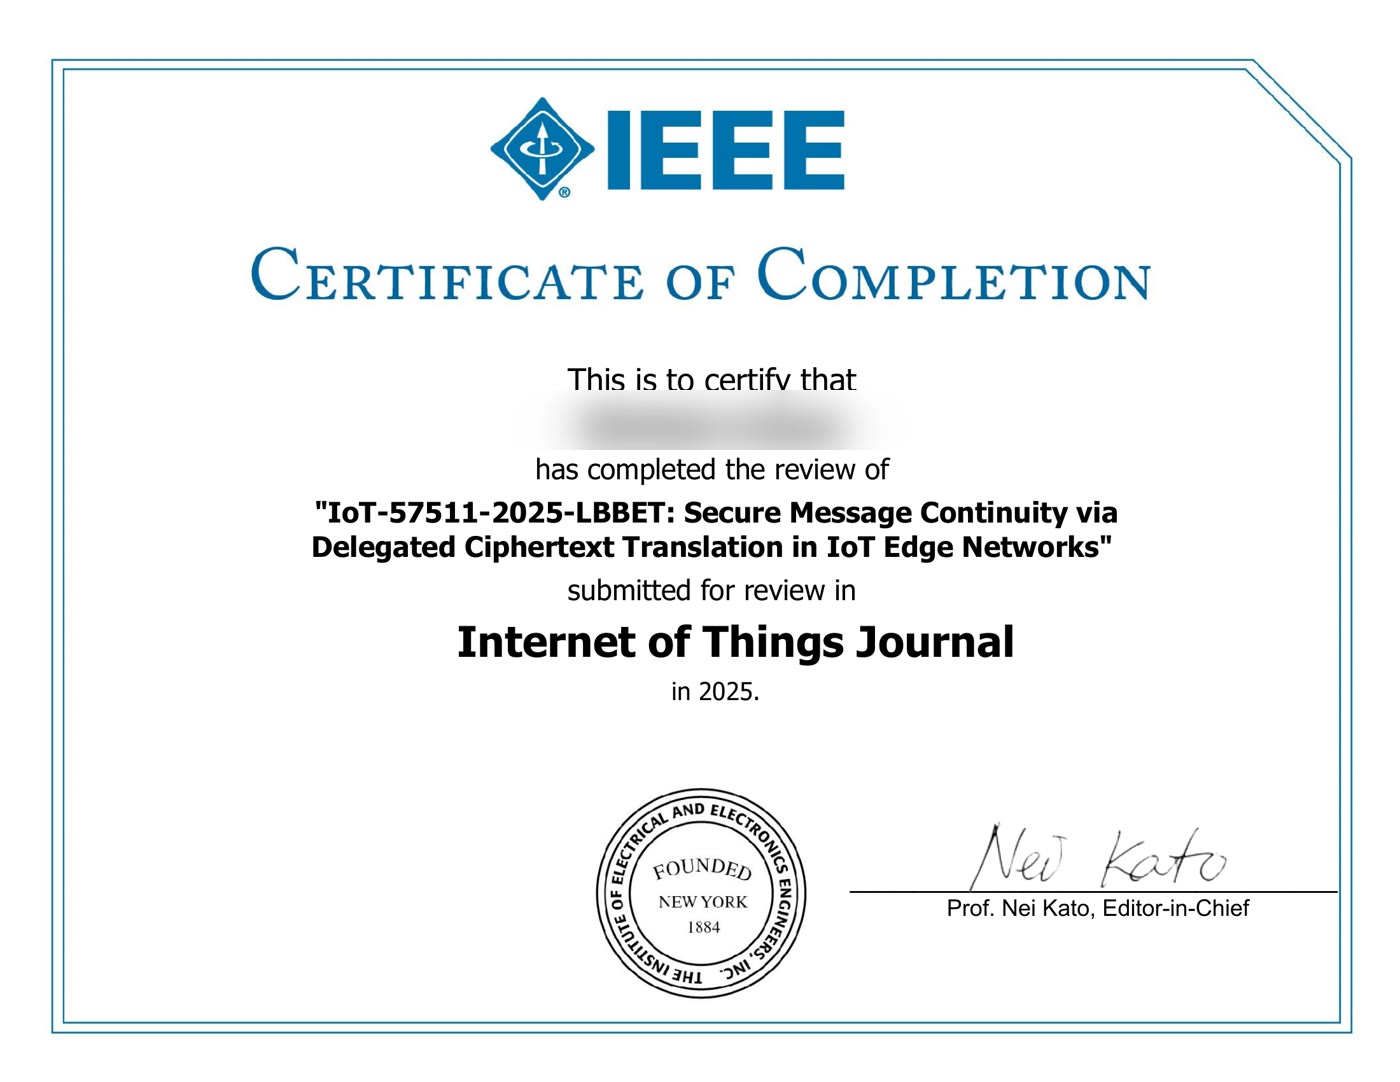 IEEE
®
CERTIFICATE OF COMPLETION
This is to certify that
has completed the review of
"IoT-57511-2025-LBBET: Secure Message Continuity via
Delegated Ciphertext Translation in IoT Edge Networks"
submitted for review in
Internet of Things Journal
in 2025.
THE INSTITUTE OF ELECTRICAL AND ELECTRONICS ENGINEERS, INC.
FOUNDED
NEW YORK
1884
Nei Kato
Prof. Nei Kato, Editor-in-Chief